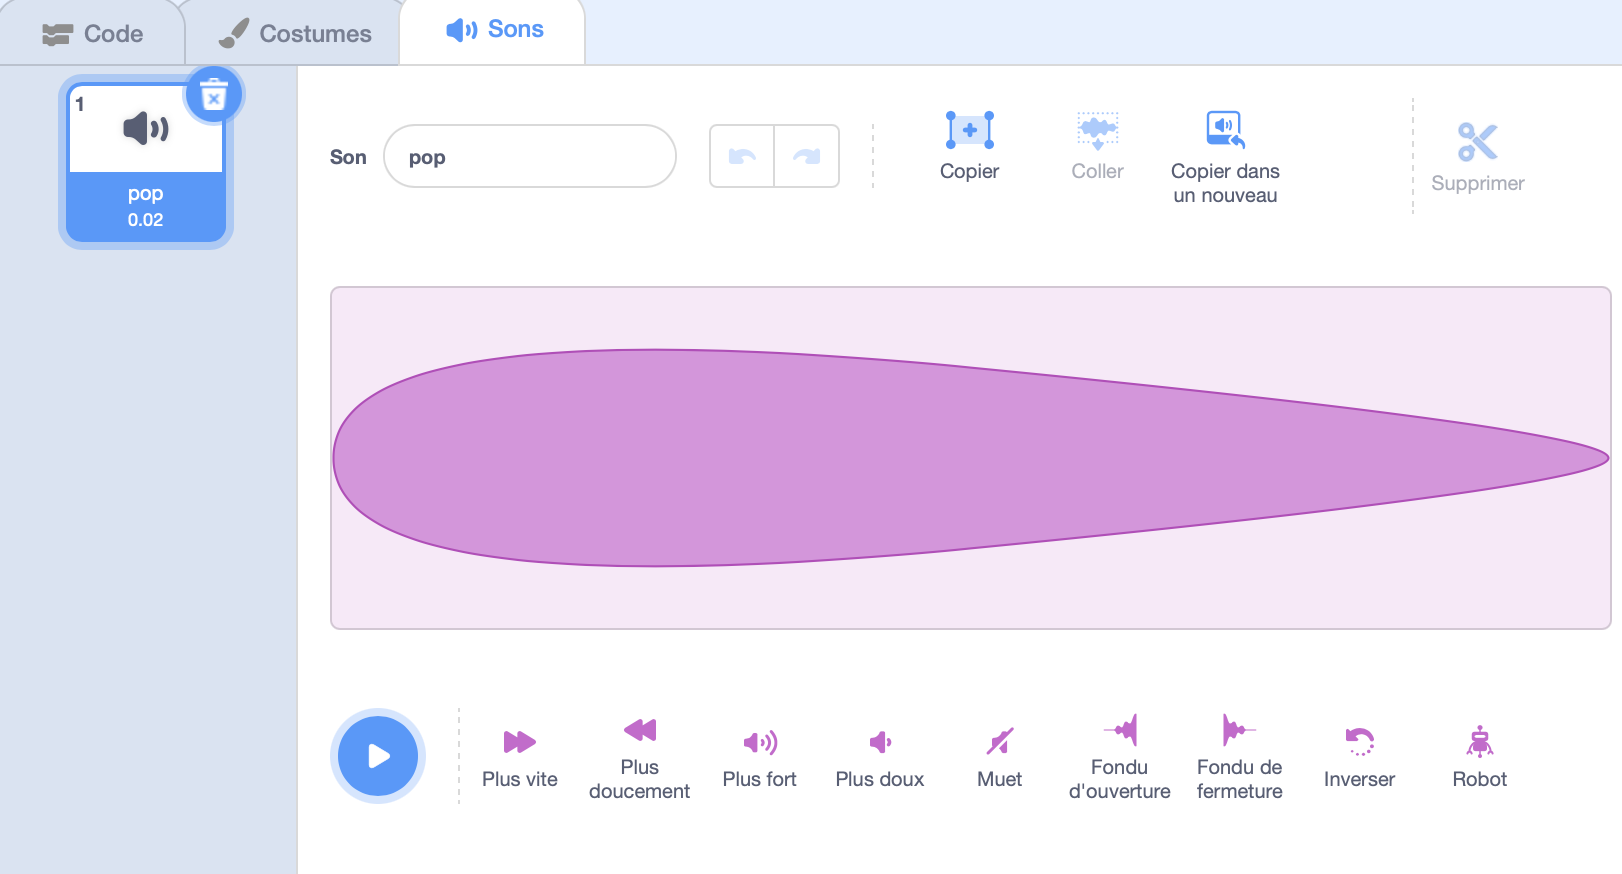 Code
Costumes
Sons
1
pop
0.02
Son
pop
Copier
Coller
Copier dans
un nouveau
Supprimer
Plus vite
Plus
doucement
Plus fort
Plus doux
Muet
Fondu
d'ouverture
Fondu de
fermeture
Inverser
Robot